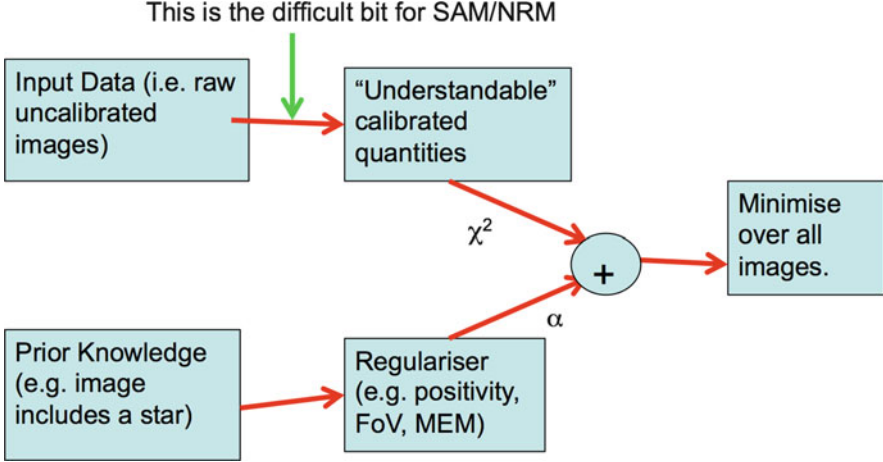 This is the difficult bit for SAM/NRM
Input Data (i.e. raw
uncalibrated
images)
“Understandable”
calibrated
quantities
χ²
+
Minimise
over all
images.
α
Prior Knowledge
(e.g. image
includes a star)
Regulariser
(e.g. positivity,
FoV, MEM)